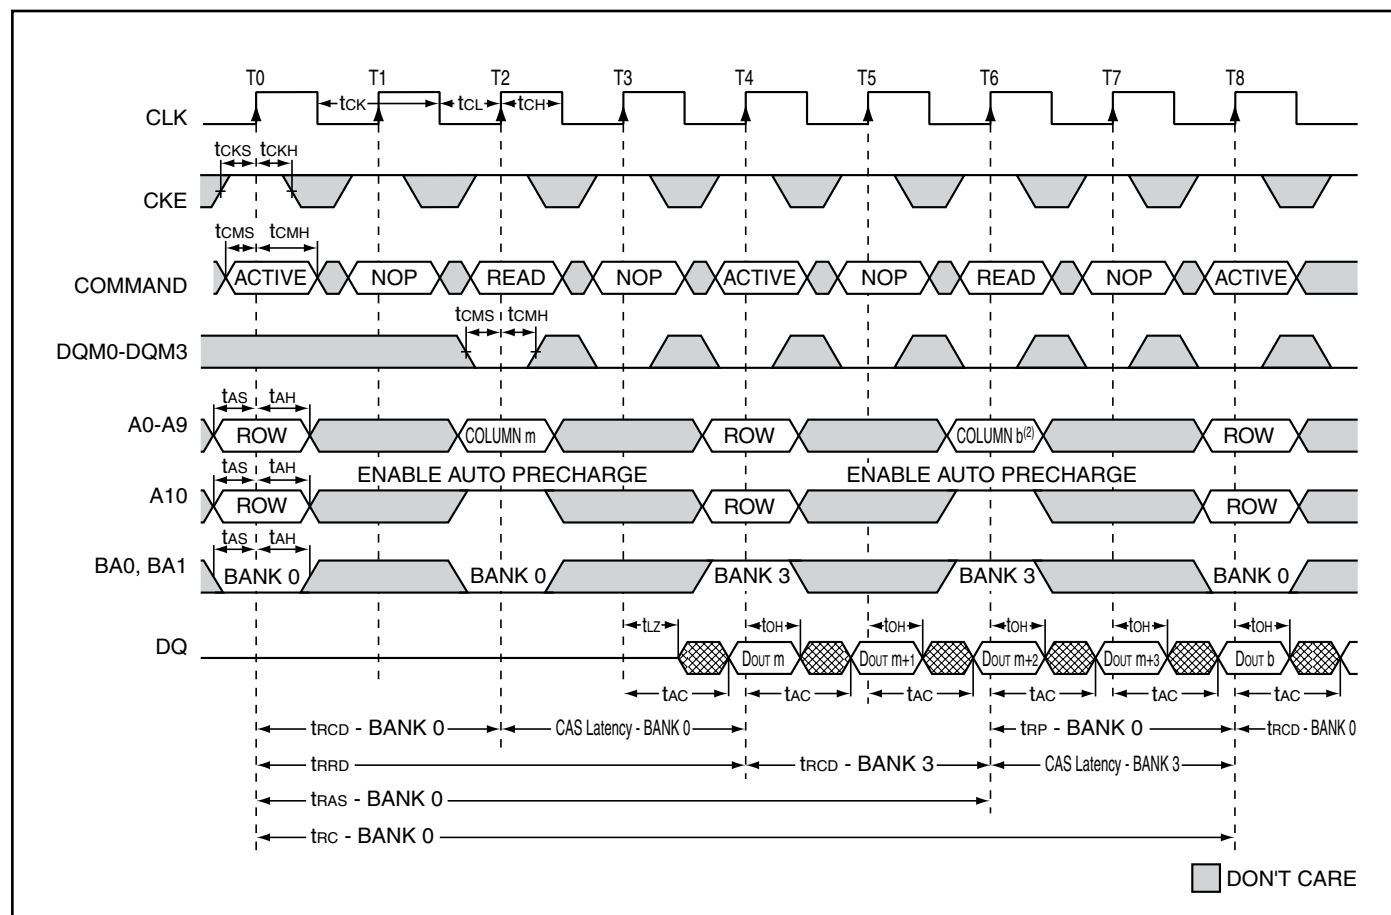 T0 T1 T2 T3 T4 T5 T6 T7 T8
CLK tCK tCL tCH
tCKS tCKH
CKE
tCMS tCMH
COMMAND ACTIVE NOP READ NOP ACTIVE NOP READ NOP ACTIVE
tCMS tCMH
DQM0-DQM3
tAS tAH
A0-A9 ROW COLUMN m ROW COLUMN b(2) ROW
tAS tAH ENABLE AUTO PRECHARGE ENABLE AUTO PRECHARGE
A10 ROW ROW ROW
tAS tAH
BA0, BA1 BANK 0 BANK 0 BANK 3 BANK 3 BANK 0
tLZ tOH tOH tOH tOH tOH
DQ DOUT m DOUT m+1 DOUT m+2 DOUT m+3 DOUT b
tAC tAC tAC tAC tAC tAC
tRCD - BANK 0 CAS Latency - BANK 0 tRP - BANK 0 tRCD - BANK 0
tRRD tRCD - BANK 3 CAS Latency - BANK 3
tRAS - BANK 0
tRC - BANK 0
DON'T CARE